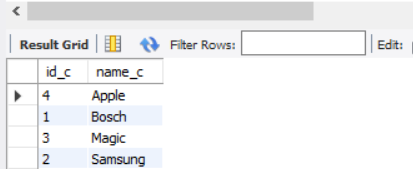 Result Grid Filter Rows: Edit:
id_c name_c
4 Apple
1 Bosch
3 Magic
2 Samsung